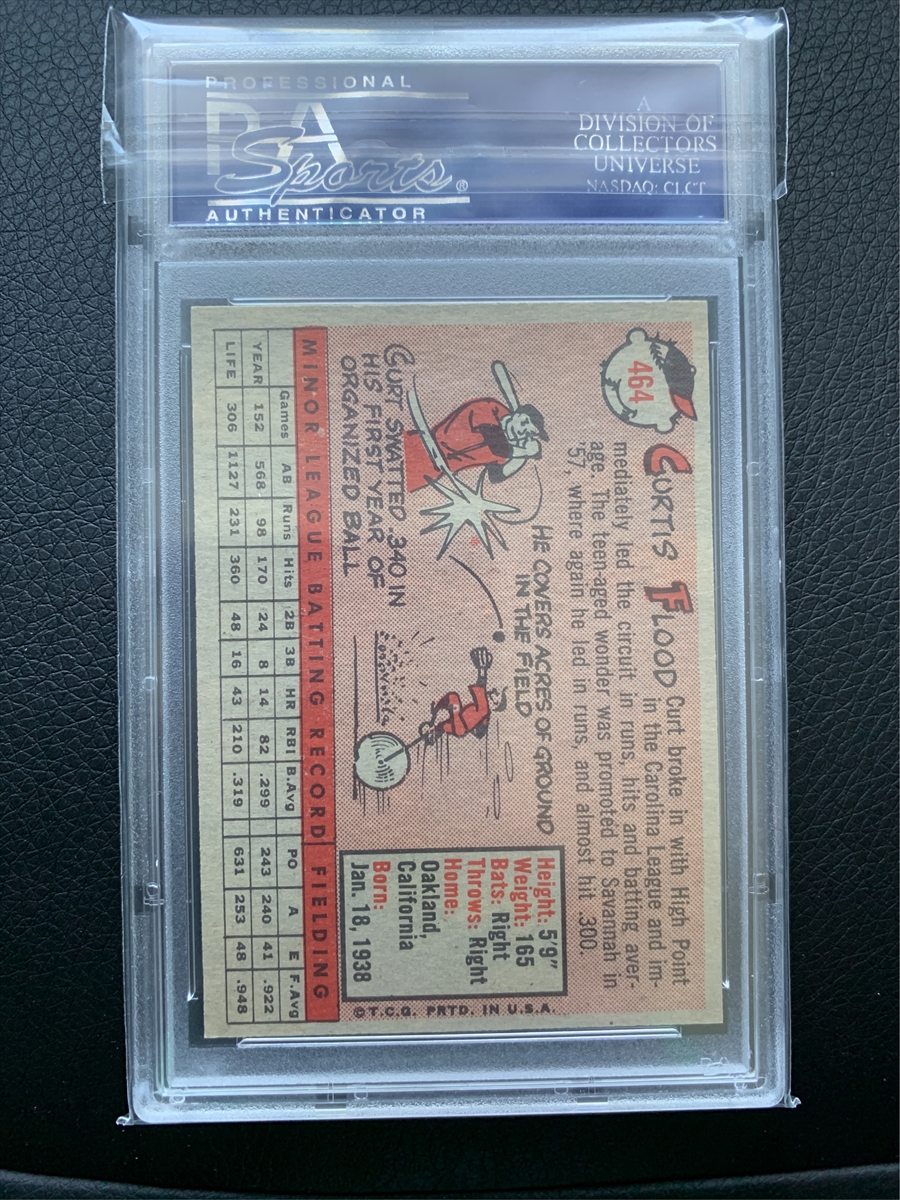 PROFESSIONAL
PSA
Sports®
AUTHENTICATOR
A
DIVISION OF
COLLECTORS
UNIVERSE
NASDAQ: CLCT
464
CURTIS FLOOD
Curt broke in with High Point
in the Carolina League and im-
mediately led the circuit in runs, hits and batting aver-
age. The teen-aged wonder was promoted to Savannah in
'57, where again he led in runs, and almost hit .300.
HE COVERS ACRES OF GROUND
IN THE FIELD
CURT SWATTED .340 IN
HIS FIRST YEAR OF
ORGANIZED BALL
Height: 5'9"
Weight: 165
Bats: Right
Throws: Right
Home:
Oakland,
California
Born:
Jan. 18, 1938
©T.C.G. PRTD. IN U.S.A.
MINOR LEAGUE BATTING RECORD FIELDING
Games AB Runs Hits 2B 3B HR RBI B.Avg PO A E F.Avg
YEAR 152 568 98 170 24 8 14 82 .299 243 240 41 .922
LIFE 306 1127 231 360 48 16 43 210 .319 631 253 48 .948